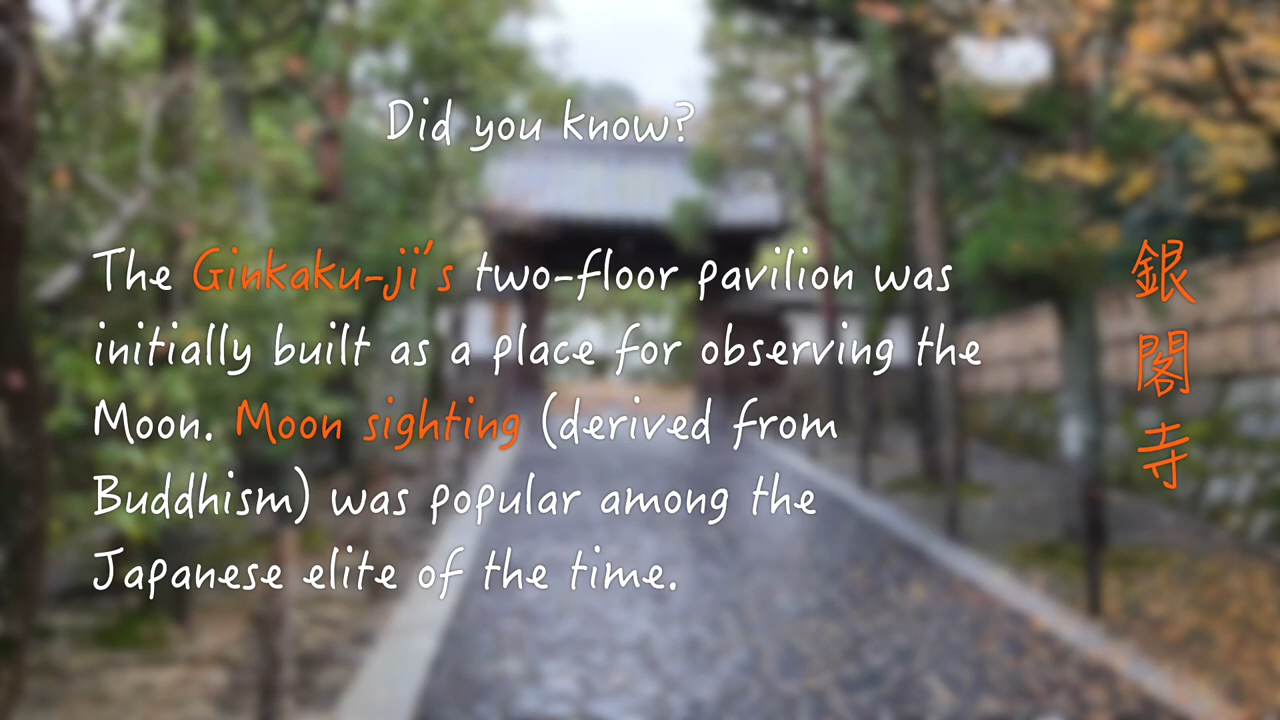 Did you know?
The Ginkaku-ji's two-floor pavilion was
initially built as a place for observing the
Moon. Moon sighting (derived from
Buddhism) was popular among the
Japanese elite of the time.
銀閣寺